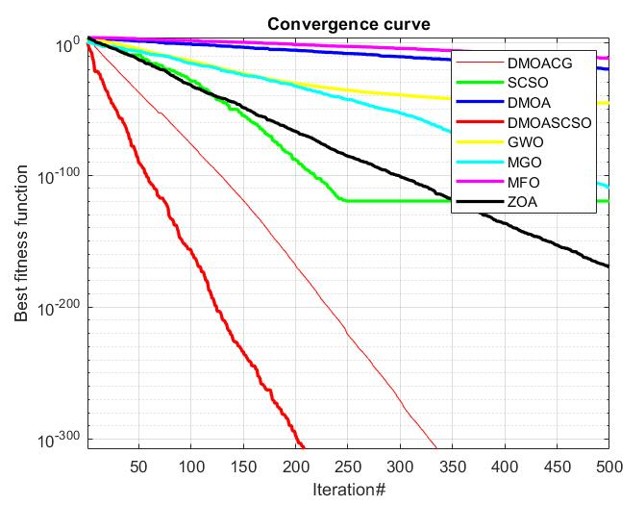 Convergence curve
10^0
10^-100
10^-200
10^-300
Best fitness function
DMOACG
SCSO
DMOA
DMOASCSO
GWO
MGO
MFO
ZOA
50 100 150 200 250 300 350 400 450 500
Iteration#